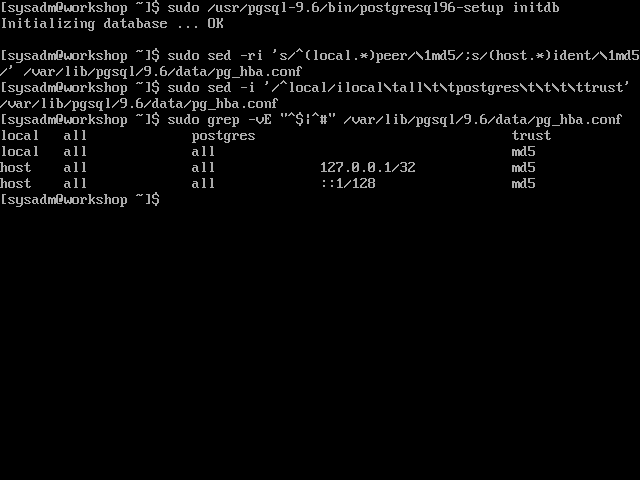 [sysadm@workshop ~]$ sudo /usr/pgsql-9.6/bin/postgresql96-setup initdb
Initializing database ... OK
[sysadm@workshop ~]$ sudo sed -ri 's/^(local.*)peer/\1md5/;s/(host.*)ident/\1md5
/' /var/lib/pgsql/9.6/data/pg_hba.conf
[sysadm@workshop ~]$ sudo sed -i '/^local/ilocal\tall\t\tpostgres\t\t\t\ttrust'
/var/lib/pgsql/9.6/data/pg_hba.conf
[sysadm@workshop ~]$ sudo grep -vE "^$|^#" /var/lib/pgsql/9.6/data/pg_hba.conf
local   all             postgres                                trust
local   all             all                                     md5
host    all             all             127.0.0.1/32            md5
host    all             all             ::1/128                 md5
[sysadm@workshop ~]$